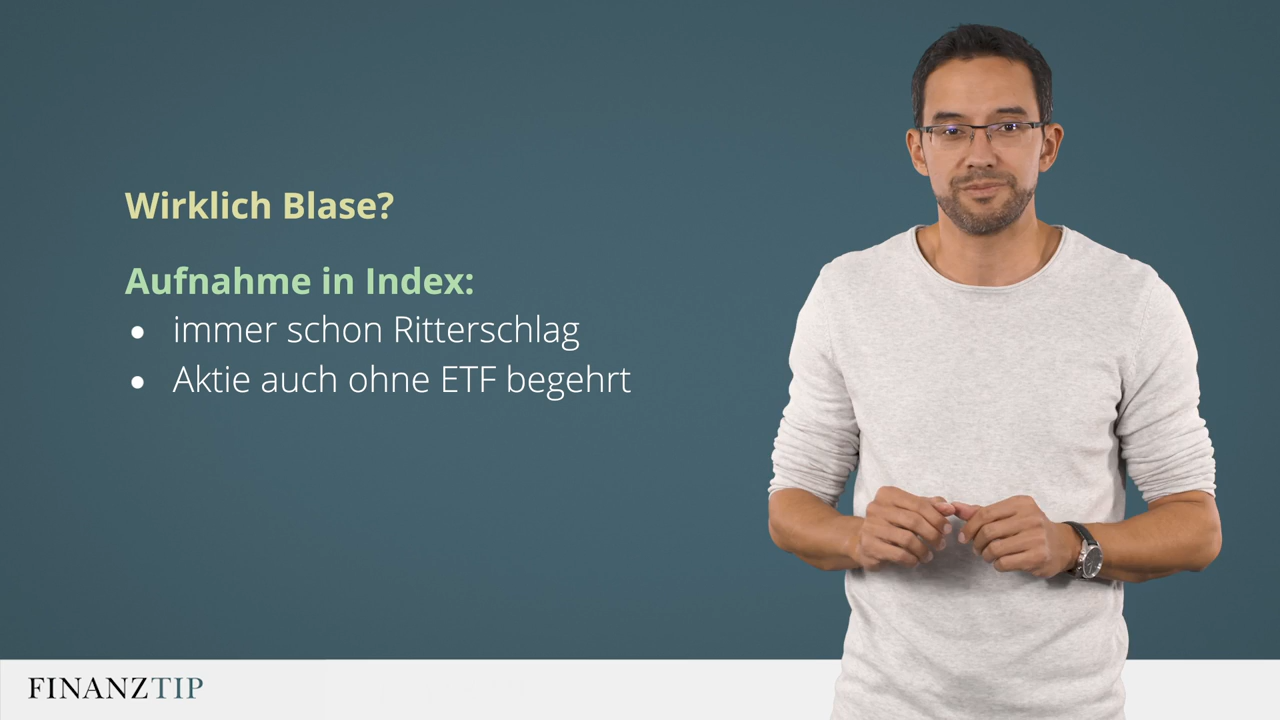 Wirklich Blase?
Aufnahme in Index:
• immer schon Ritterschlag
• Aktie auch ohne ETF begehrt
FINANZTIP